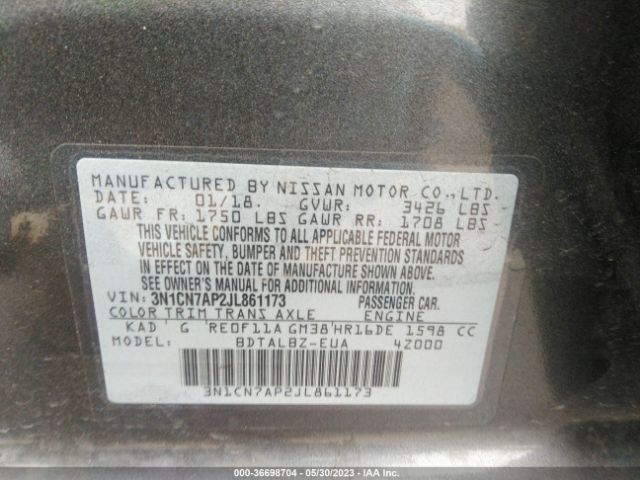 MANUFACTURED BY NISSAN MOTOR CO.,LTD.
DATE: 01/18. GVWR: 3426 LBS
GAWR FR: 1750 LBS GAWR RR: 1708 LBS
THIS VEHICLE CONFORMS TO ALL APPLICABLE FEDERAL MOTOR
VEHICLE SAFETY, BUMPER AND THEFT PREVENTION STANDARDS
IN EFFECT ON THE DATE OF MANUFACTURE SHOWN ABOVE.
SEE OWNER'S MANUAL FOR ADDITIONAL INFORMATION.
VIN: 3N1CN7AP2JL861173 PASSENGER CAR.
COLOR TRIM TRANS AXLE ENGINE
KAD G RE0F11A GM38 HR16DE 1598 CC
MODEL: BDTALBZ-EUA 4Z000
3N1CN7AP2JL861173
000-36698704 - 05/30/2023 - IAA Inc.